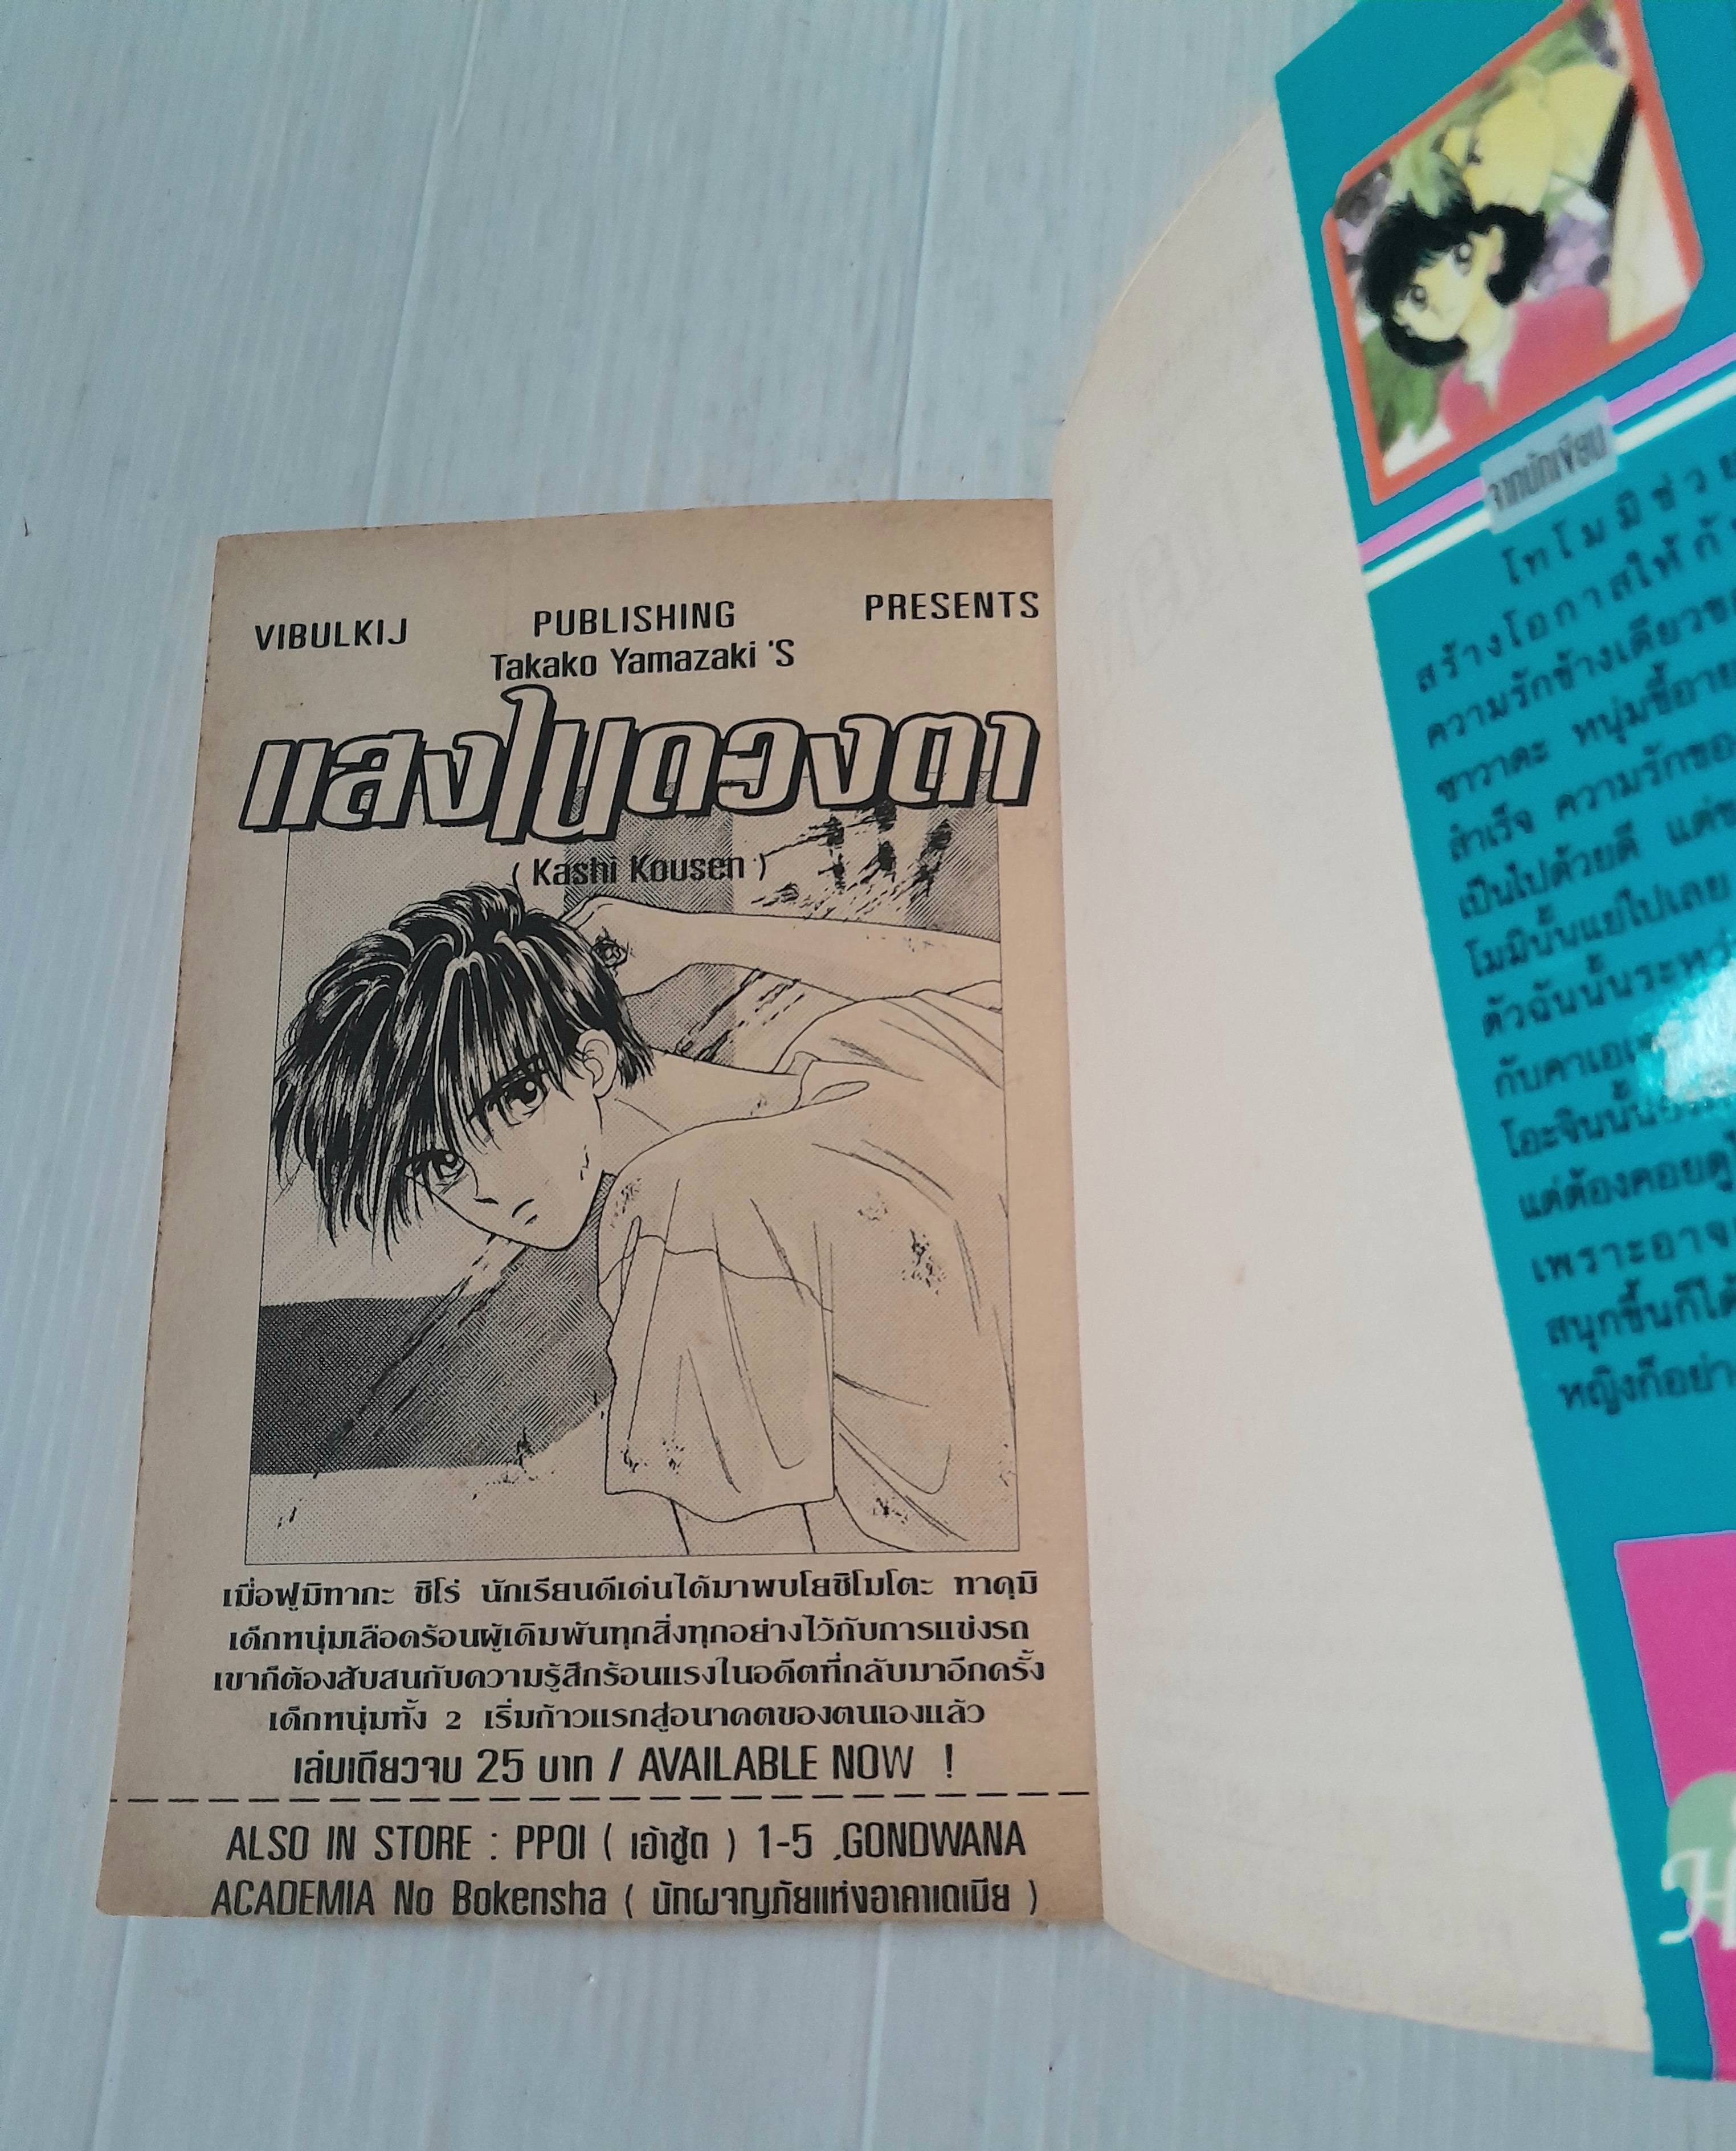 VIBULKIJ PUBLISHING PRESENTS
Takako Yamazaki 'S
แสงในดวงตา
( Kashi Kousen )
เมื่อฟูมิทากะ ชิโร่ นักเรียนดีเด่นได้มาพบโยชิโมโตะ ทาคุมิ
เด็กหนุ่มเลือดร้อนผู้เดิมพันทุกสิ่งทุกอย่างไว้กับการแข่งรถ
เขาก็ต้องสับสนกับความรู้สึกร้อนแรงในอดีตที่กลับมาอีกครั้ง
เด็กหนุ่มทั้ง 2 เริ่มก้าวแรกสู่อนาคตของตนเองแล้ว
เล่มเดียวจบ 25 บาท / AVAILABLE NOW !
ALSO IN STORE : PPOI ( เอ้าชู้ต ) 1-5 ,GONDWANA
ACADEMIA No Bokensha ( นักผจญภัยแห่งอาคาเดเมีย )
จากนักเขียน
โทโมมิช่วย
สร้างโอกาสให้กั
ความรักข้างเดียวข
ซาวาดะ หนุ่มขี้อาย
สำเร็จ ความรักของ
เป็นไปด้วยดี แต่
โมมินั้นแย่ไปเลย
ตัวฉันนั้นระหว่
กับคาเอเ
โอะจินนั้น
แต่ต้องคอยดู
เพราะอาจ
สนุกขึ้นก็ได้
หญิงก็อย่า